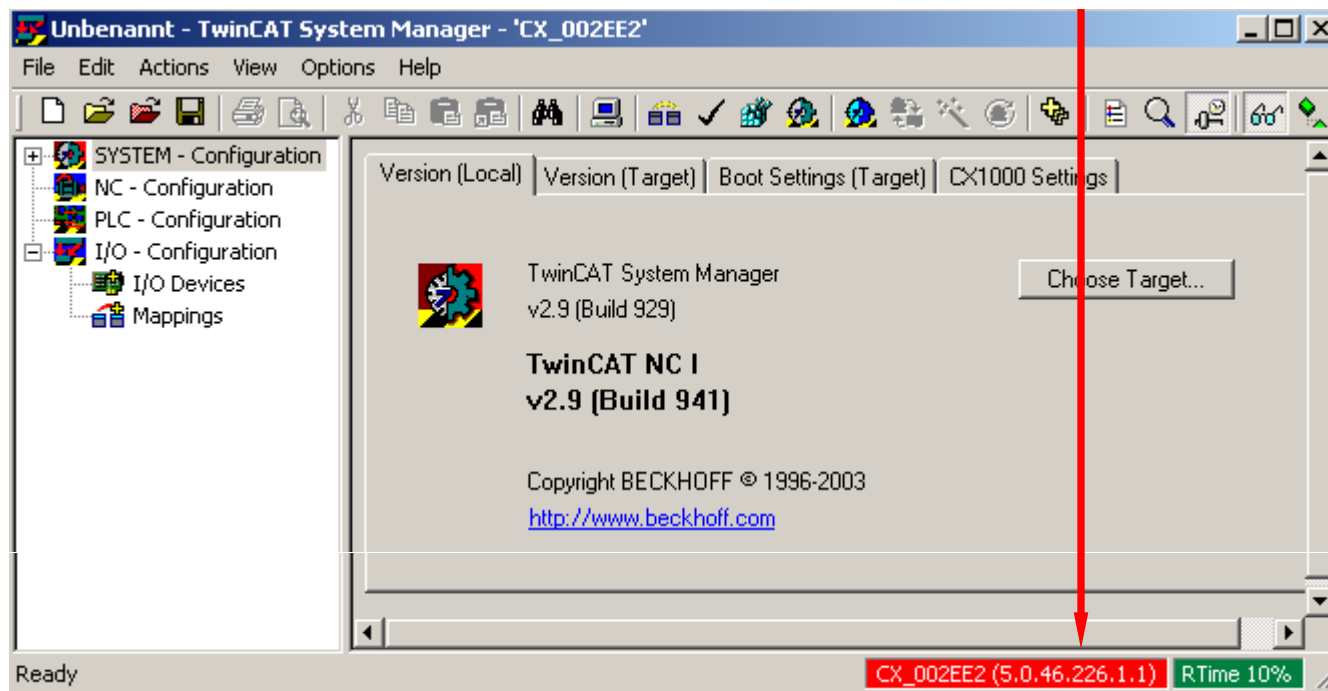 Unbenannt - TwinCAT System Manager - 'CX_002EE2'
File Edit Actions View Options Help
SYSTEM - Configuration
NC - Configuration
PLC - Configuration
I/O - Configuration
I/O Devices
Mappings
Version (Local) Version (Target) Boot Settings (Target) CX1000 Settings
TwinCAT System Manager
v2.9 (Build 929)
Choose Target...
TwinCAT NC I
v2.9 (Build 941)
Copyright BECKHOFF © 1996-2003
http://www.beckhoff.com
Ready CX_002EE2 (5.0.46.226.1.1) RTime 10%